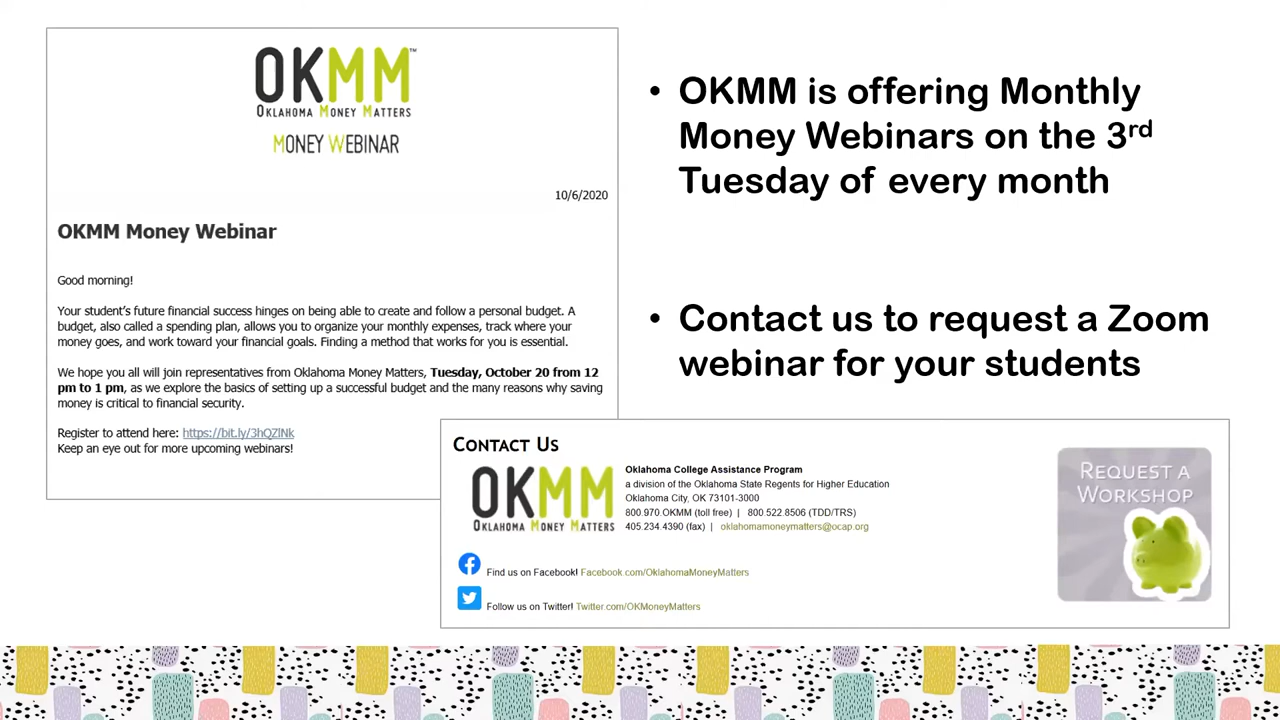 OKMM™
OKLAHOMA MONEY MATTERS
MONEY WEBINAR
10/6/2020
OKMM Money Webinar
Good morning!
Your student's future financial success hinges on being able to create and follow a personal budget. A
budget, also called a spending plan, allows you to organize your monthly expenses, track where your
money goes, and work toward your financial goals. Finding a method that works for you is essential.
We hope you all will join representatives from Oklahoma Money Matters, Tuesday, October 20 from 12
pm to 1 pm, as we explore the basics of setting up a successful budget and the many reasons why saving
money is critical to financial security.
Register to attend here: https://bit.ly/3hQZlNk
Keep an eye out for more upcoming webinars!
• OKMM is offering Monthly
Money Webinars on the 3rd
Tuesday of every month
• Contact us to request a Zoom
webinar for your students
CONTACT US
OKMM
OKLAHOMA MONEY MATTERS
Oklahoma College Assistance Program
a division of the Oklahoma State Regents for Higher Education
Oklahoma City, OK 73101-3000
800.970.OKMM (toll free) | 800.522.8506 (TDD/TRS)
405.234.4390 (fax) | oklahomamoneymatters@ocap.org
Find us on Facebook! Facebook.com/OklahomaMoneyMatters
Follow us on Twitter! Twitter.com/OKMoneyMatters
REQUEST A
WORKSHOP